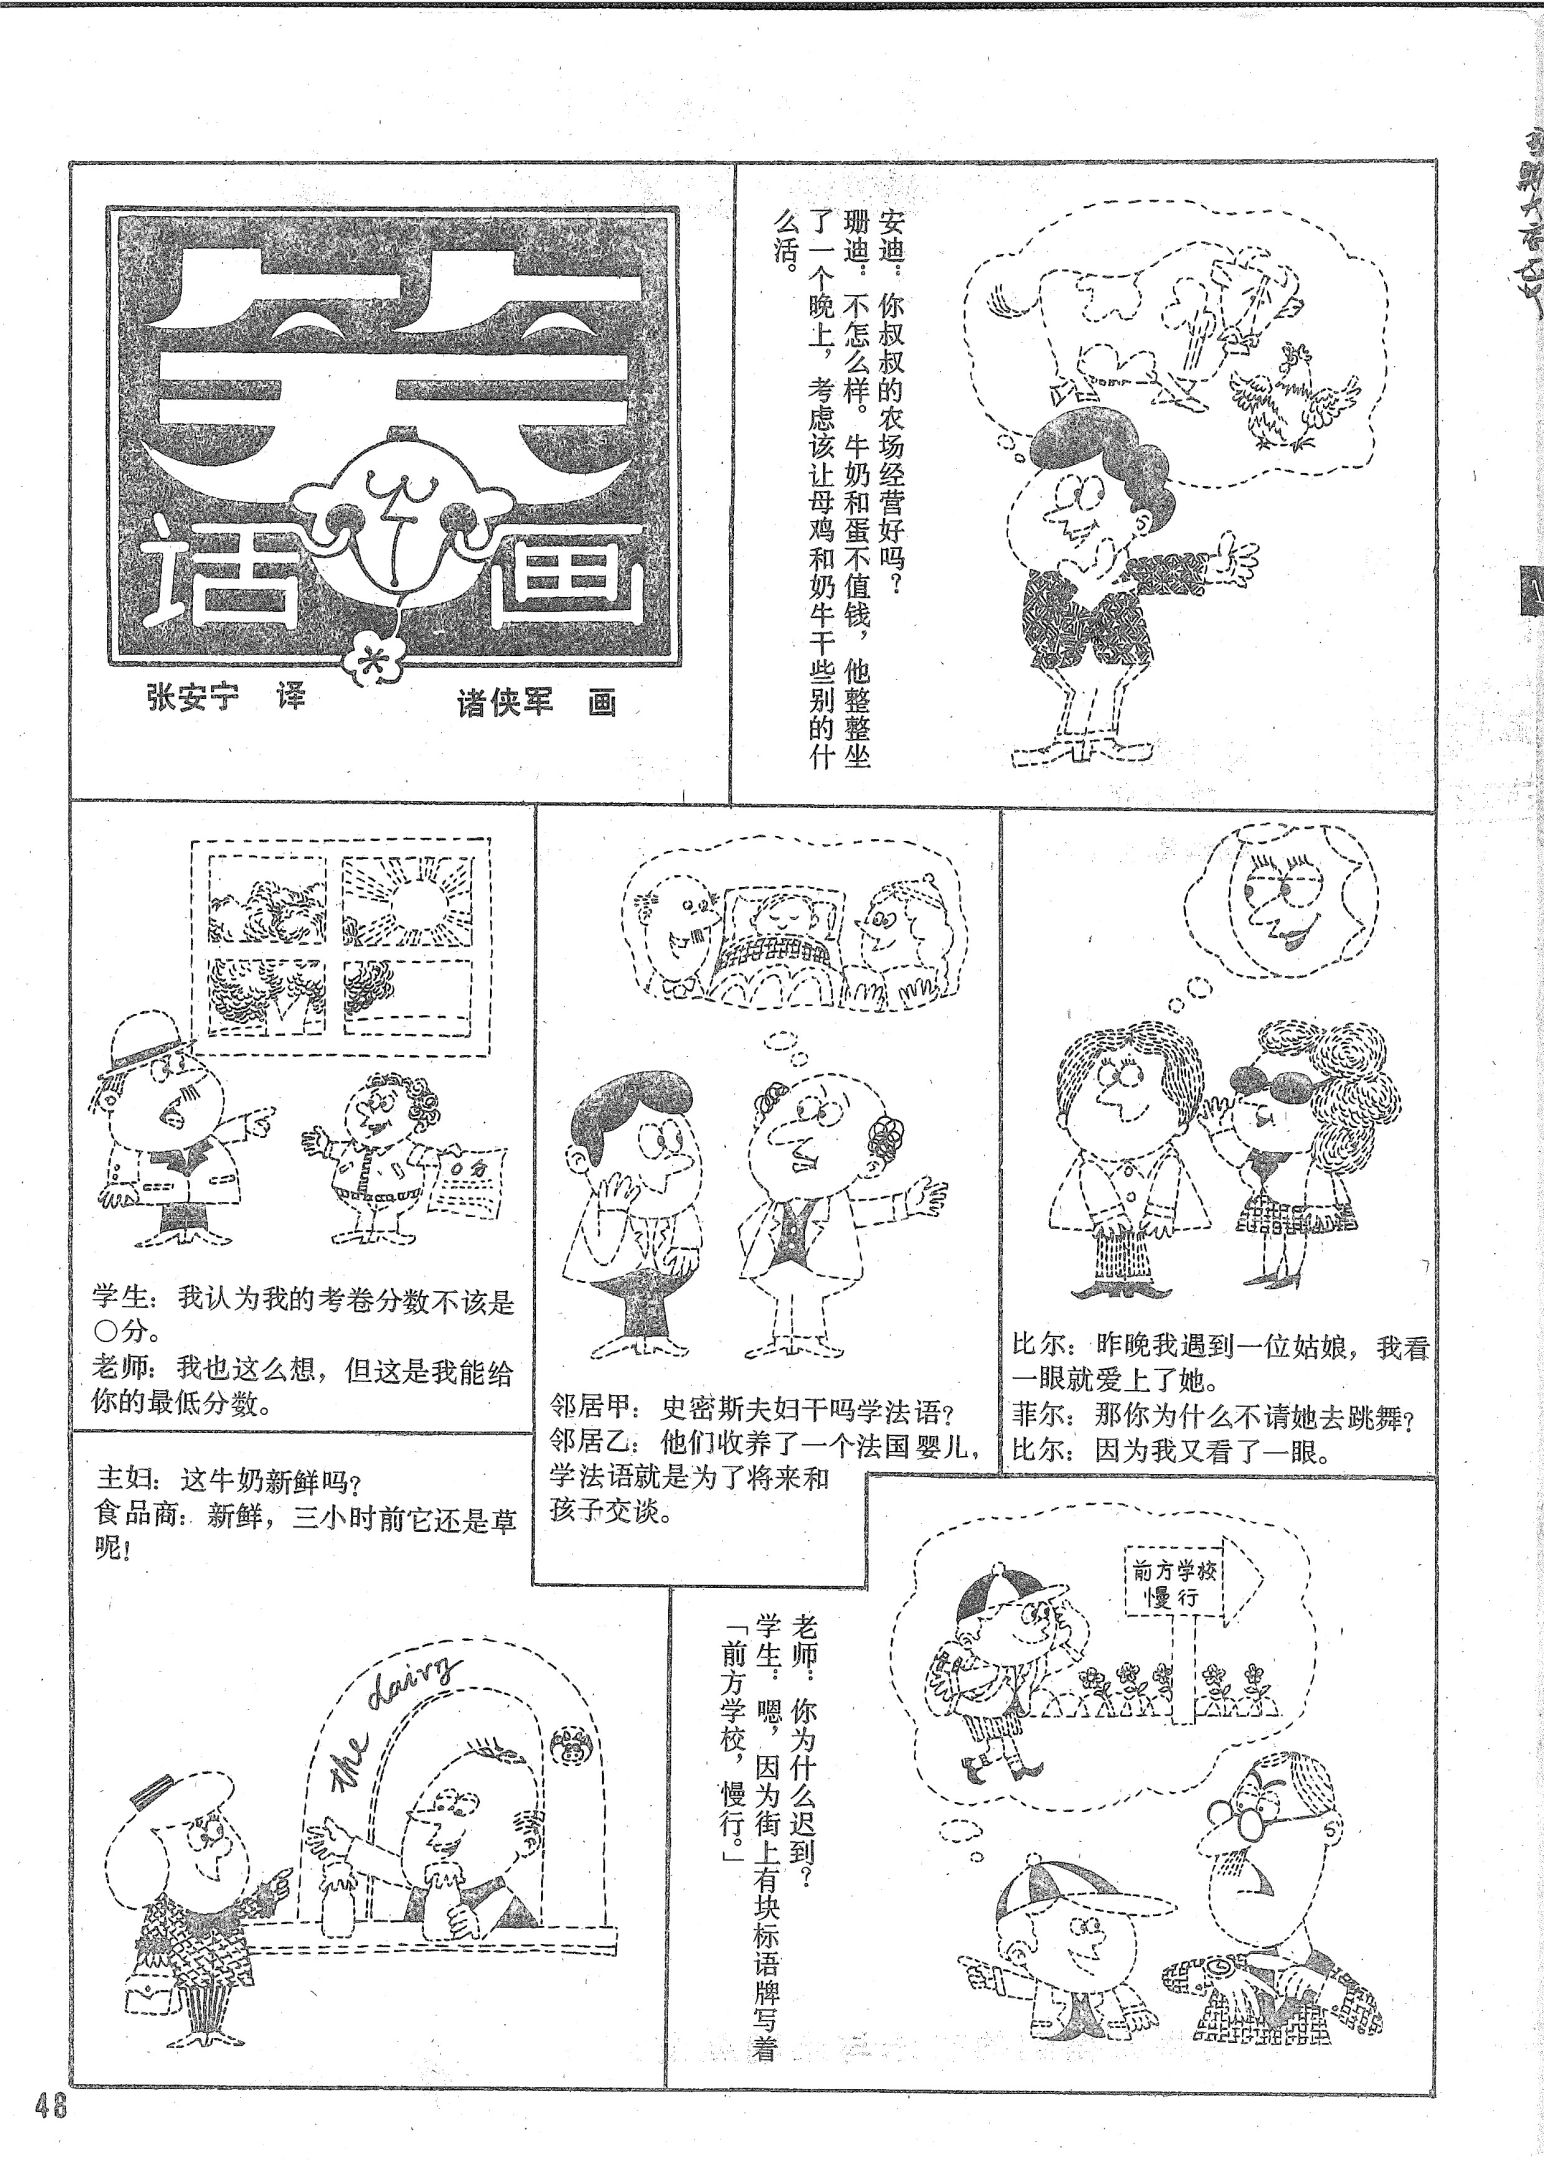 笑
话画
张安宁 译 诸侠军 画
安迪：你叔叔的农场经营好吗？
珊迪：不怎么样。牛奶和蛋不值钱，他整整坐
了一个晚上，考虑该让母鸡和奶牛干些别的什
么活。
0分
学生：我认为我的考卷分数不该是
〇分。
老师：我也这么想，但这是我能给
你的最低分数。
邻居甲：史密斯夫妇干吗学法语？
邻居乙：他们收养了一个法国婴儿，
学法语就是为了将来和
孩子交谈。
比尔：昨晚我遇到一位姑娘，我看
一眼就爱上了她。
菲尔：那你为什么不请她去跳舞？
比尔：因为我又看了一眼。
主妇：这牛奶新鲜吗？
食品商：新鲜，三小时前它还是草
呢！
the dairy
前方学校
慢行
老师：你为什么迟到？
学生：嗯，因为街上有块标语牌写着
「前方学校，慢行。」
48